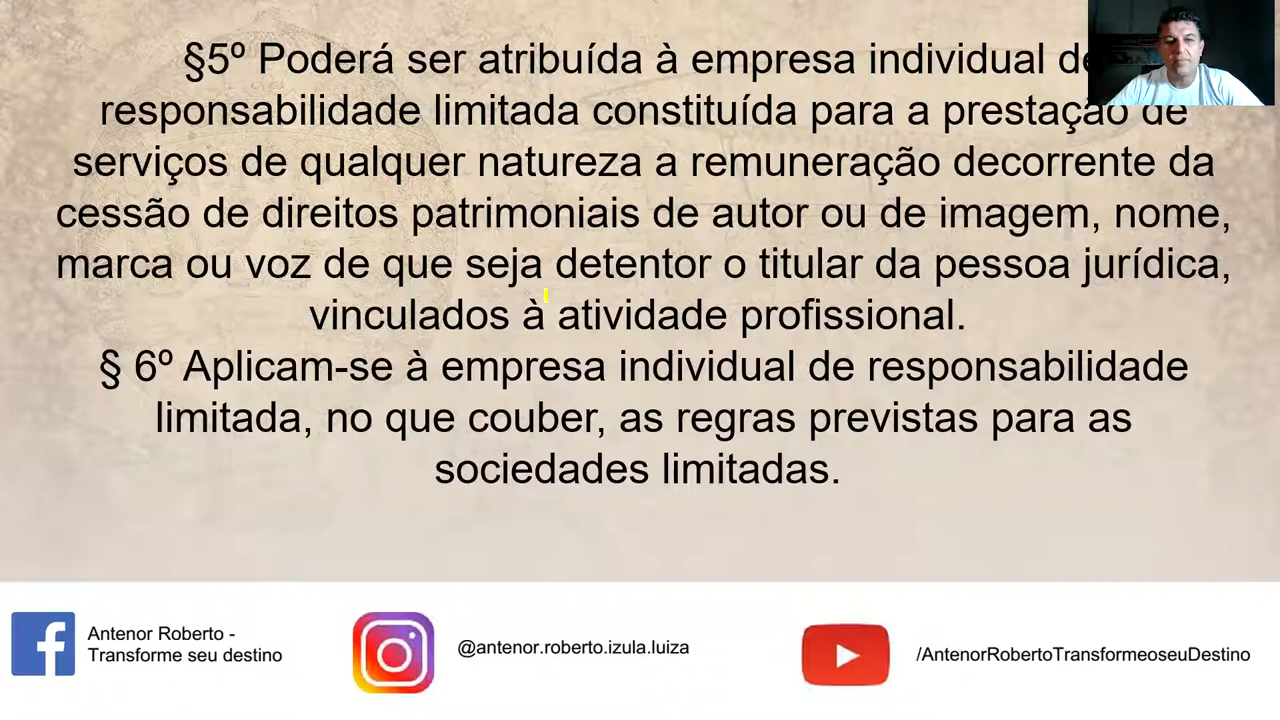 §5º Poderá ser atribuída à empresa individual de
responsabilidade limitada constituída para a prestação de
serviços de qualquer natureza a remuneração decorrente da
cessão de direitos patrimoniais de autor ou de imagem, nome,
marca ou voz de que seja detentor o titular da pessoa jurídica,
vinculados à atividade profissional.
§ 6º Aplicam-se à empresa individual de responsabilidade
limitada, no que couber, as regras previstas para as
sociedades limitadas.
Antenor Roberto -
Transforme seu destino
@antenor.roberto.izula.luiza
/AntenorRobertoTransformeoseuDestino